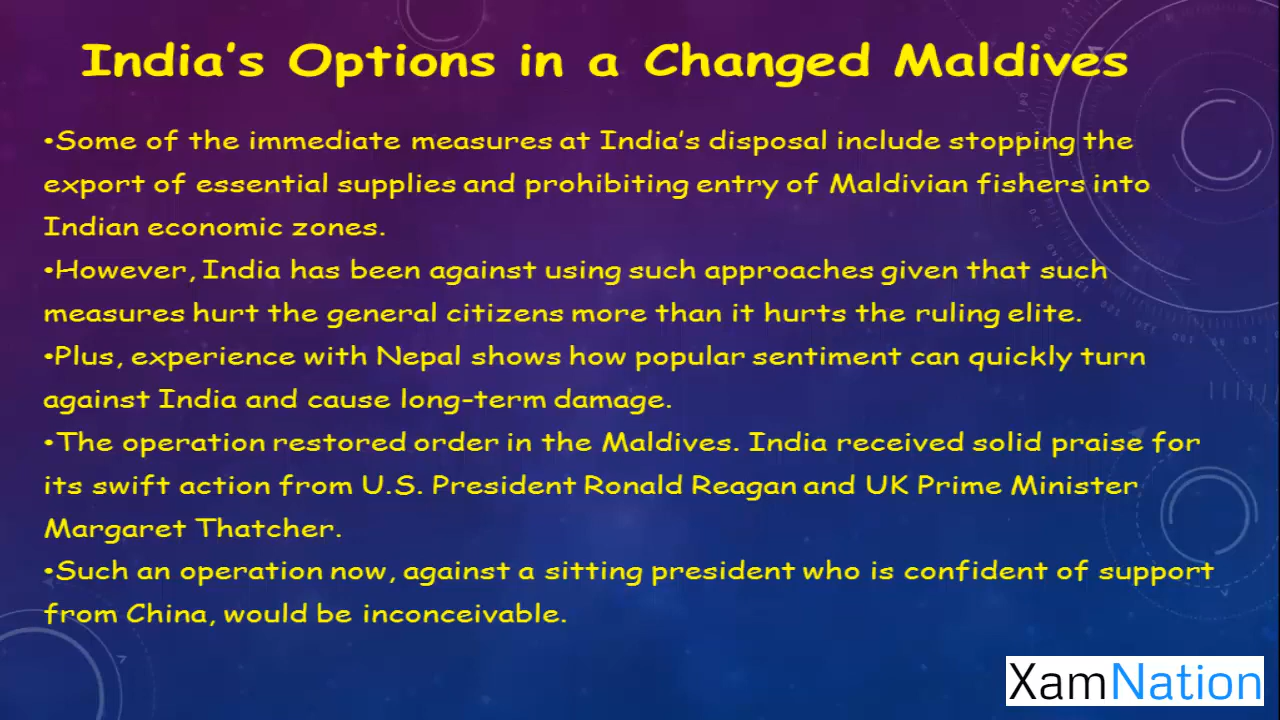 India's Options in a Changed Maldives
•Some of the immediate measures at India's disposal include stopping the
export of essential supplies and prohibiting entry of Maldivian fishers into
Indian economic zones.
•However, India has been against using such approaches given that such
measures hurt the general citizens more than it hurts the ruling elite.
•Plus, experience with Nepal shows how popular sentiment can quickly turn
against India and cause long-term damage.
•The operation restored order in the Maldives. India received solid praise for
its swift action from U.S. President Ronald Reagan and UK Prime Minister
Margaret Thatcher.
•Such an operation now, against a sitting president who is confident of support
from China, would be inconceivable.
XamNation